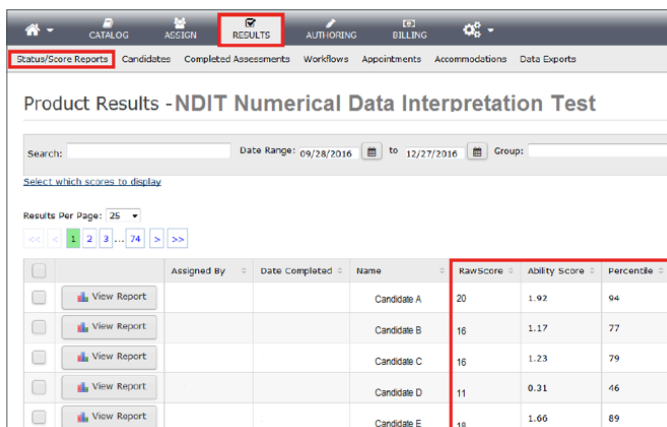 CATALOG ASSIGN RESULTS AUTHORING BILLING
Status/Score Reports Candidates Completed Assessments Workflows Appointments Accommodations Data Exports
Product Results - NDIT Numerical Data Interpretation Test
Search: Date Range: 09/28/2016 to 12/27/2016 Group:
Select which scores to display
Results Per Page: 25
<< < 1 2 3 ... 74 > >>
Assigned By Date Completed Name RawScore Ability Score Percentile
View Report Candidate A 20 1.92 94
View Report Candidate B 16 1.17 77
View Report Candidate C 16 1.23 79
View Report Candidate D 11 0.31 46
View Report Candidate E 18 1.66 89